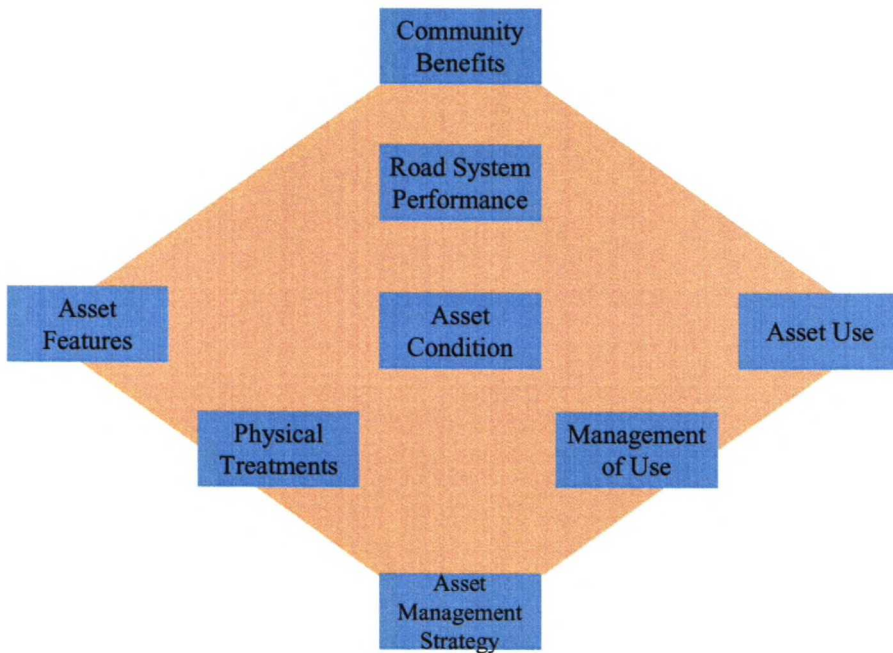 Community
Benefits
Road System
Performance
Asset
Features
Asset
Condition
Asset Use
Physical
Treatments
Management
of Use
Asset
Management
Strategy